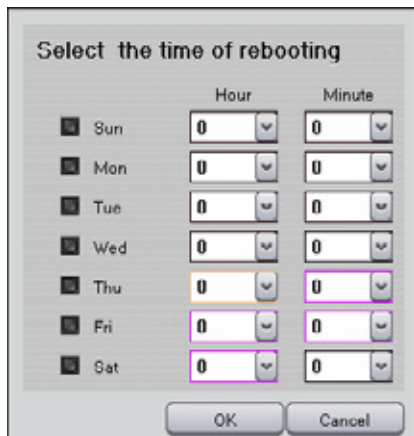 Select the time of rebooting
Hour Minute
Sun 0 0
Mon 0 0
Tue 0 0
Wed 0 0
Thu 0 0
Fri 0 0
Sat 0 0
OK Cancel